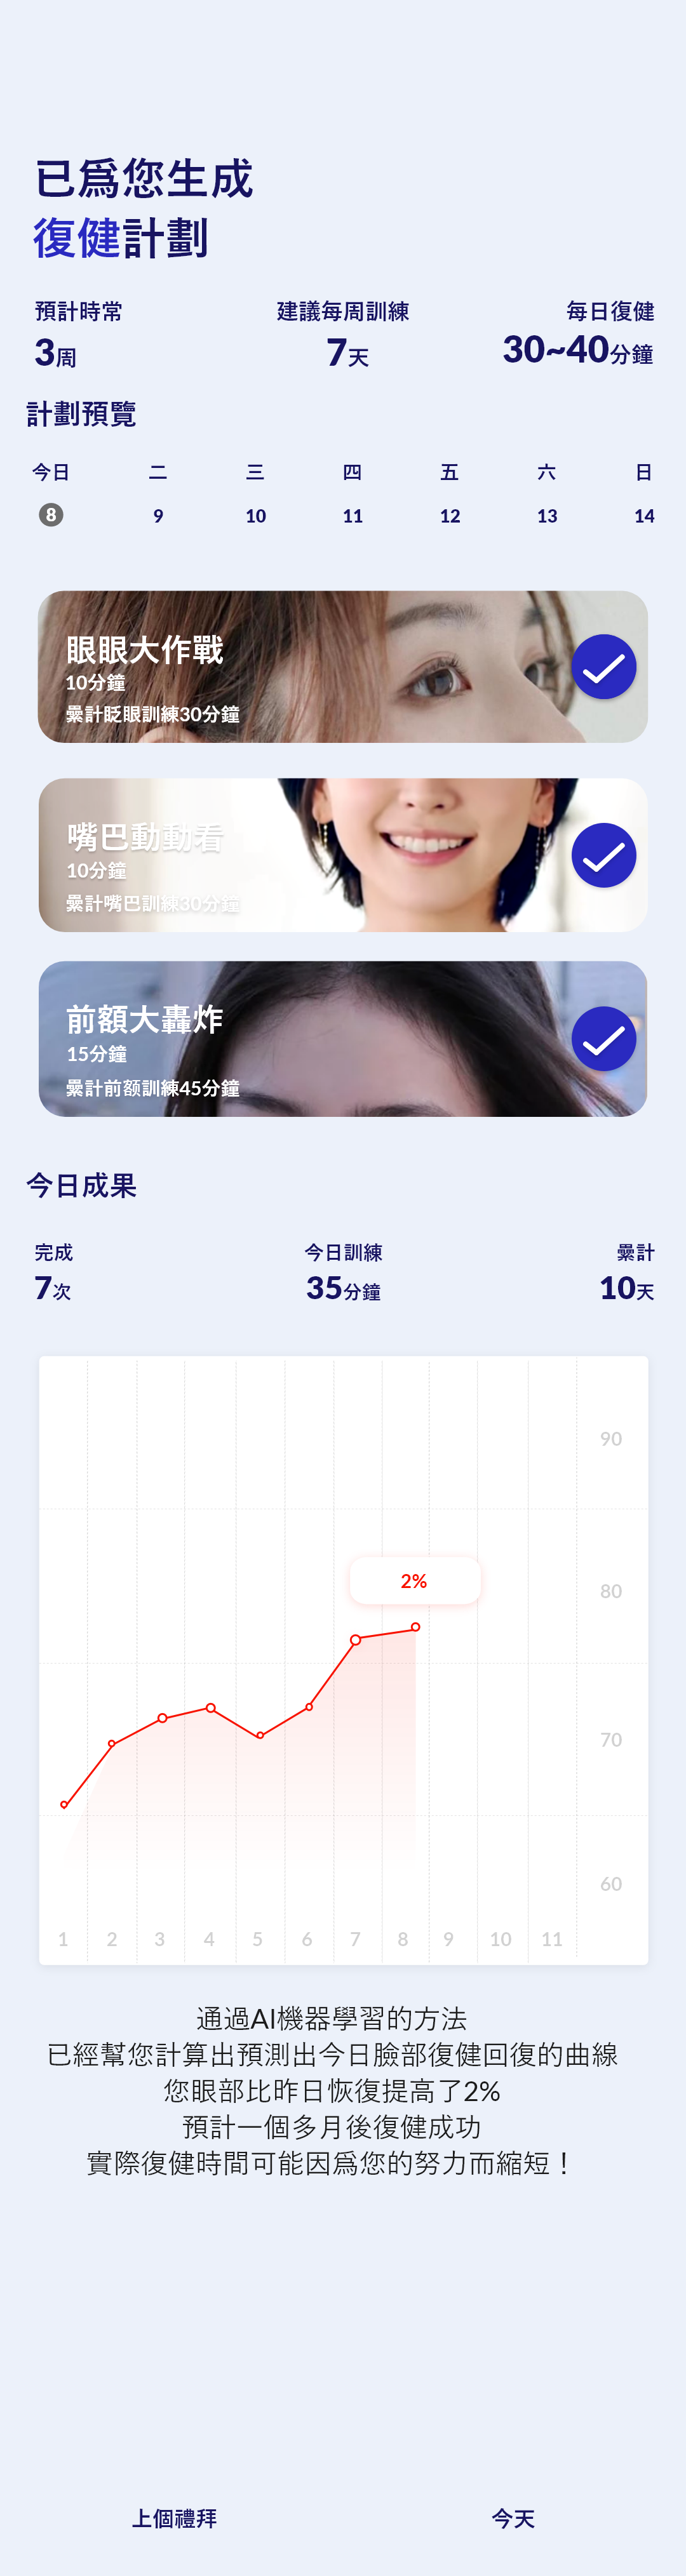 已爲您生成
復健計劃
預計時常 建議每周訓練 每日復健
3周 7天 30~40分鐘
計劃預覽
今日 二 三 四 五 六 日
8 9 10 11 12 13 14
眼眼大作戰
10分鐘
纍計眨眼訓練30分鐘
嘴巴動動看
10分鐘
纍計嘴巴訓練30分鐘
前額大轟炸
15分鐘
纍計前额訓練45分鐘
今日成果
完成 今日訓練 纍計
7次 35分鐘 10天
90
2%
80
70
60
1 2 3 4 5 6 7 8 9 10 11
通過AI機器學習的方法
已經幫您計算出預測出今日臉部復健回復的曲線
您眼部比昨日恢復提高了2%
預計一個多月後復健成功
實際復健時間可能因爲您的努力而縮短！
上個禮拜 今天